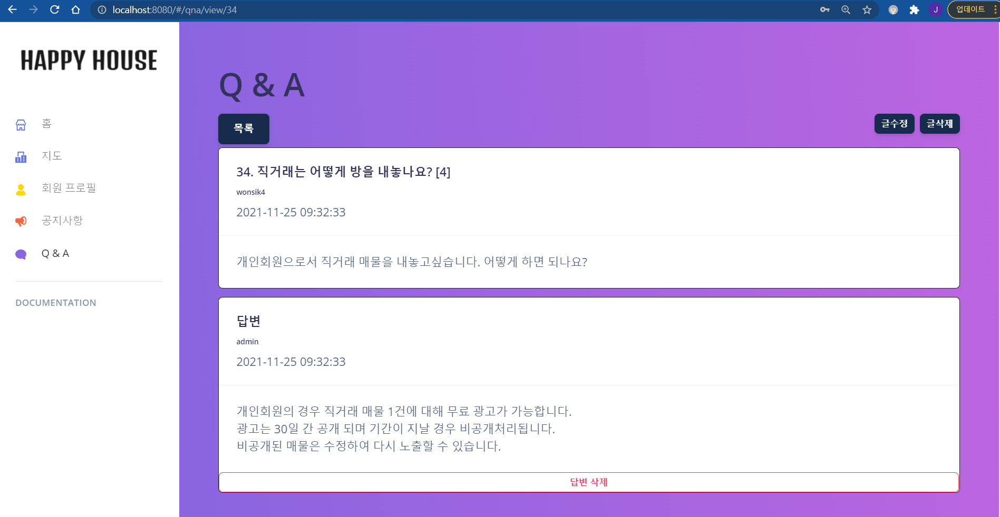 localhost:8080/#/qna/view/34
J
업데이트
HAPPY HOUSE
홈
지도
회원 프로필
공지사항
Q & A
DOCUMENTATION
Q & A
목록
글수정
글삭제
34. 직거래는 어떻게 방을 내놓나요? [4]
wonsik4
2021-11-25 09:32:33
개인회원으로서 직거래 매물을 내놓고싶습니다. 어떻게 하면 되나요?
답변
admin
2021-11-25 09:32:33
개인회원의 경우 직거래 매물 1건에 대해 무료 광고가 가능합니다.
광고는 30일 간 공개 되며 기간이 지날 경우 비공개처리됩니다.
비공개된 매물은 수정하여 다시 노출할 수 있습니다.
답변 삭제